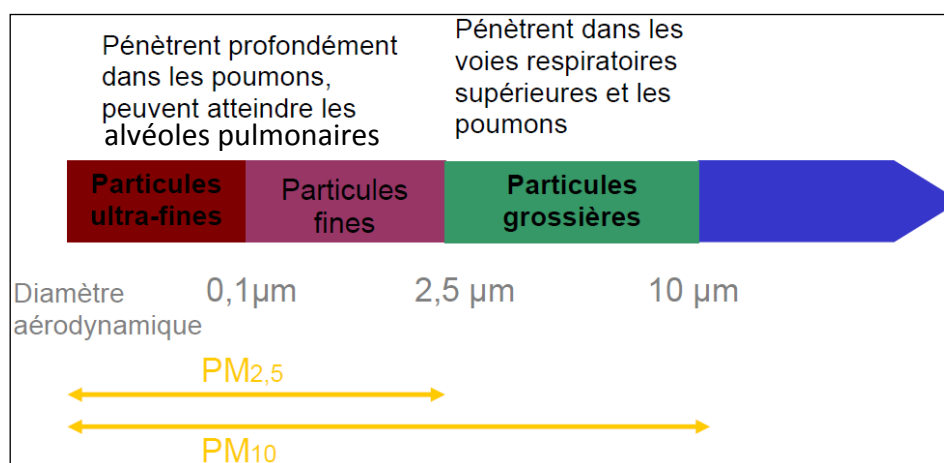 Pénètrent profondément
dans les poumons,
peuvent atteindre les
alvéoles pulmonaires
Pénètrent dans les
voies respiratoires
supérieures et les
poumons
Particules
ultra-fines
Particules
fines
Particules
grossières
Diamètre
aérodynamique
0,1µm
2,5 µm
10 µm
PM2,5
PM10